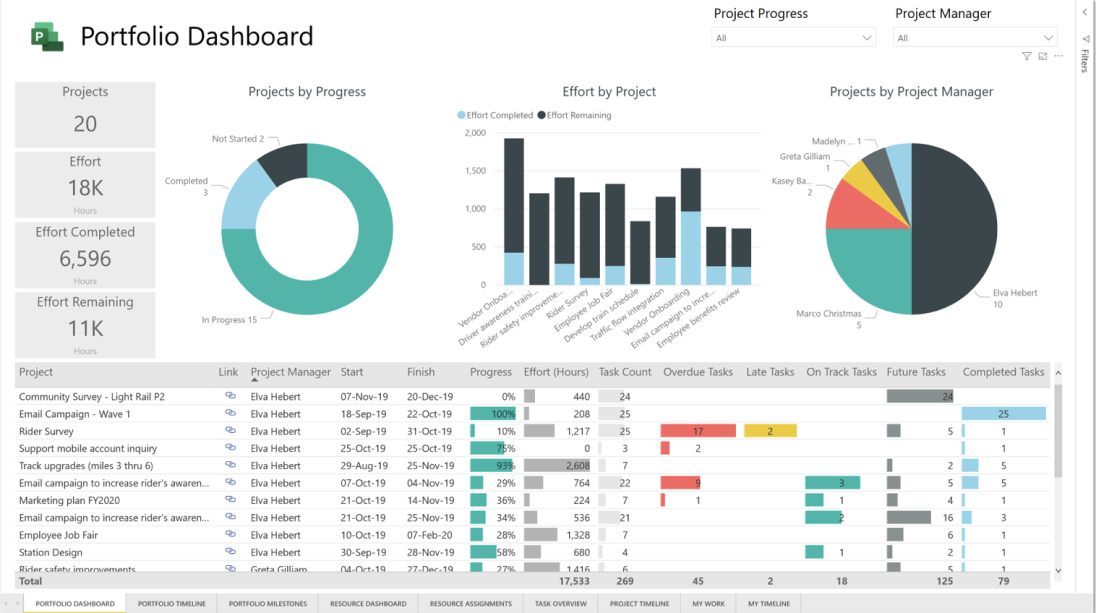 Project Progress
Project Manager
Portfolio Dashboard
All
All
Filters
Projects
20
Effort
18K
Hours
Effort Completed
6,596
Hours
Effort Remaining
11K
Hours
Projects by Progress
Not Started 2
Completed
3
In Progress 15
Effort by Project
Effort Completed Effort Remaining
2,000
1,500
1,000
500
0
Vendor Onboa...
Driver awareness traini...
Rider safety improveme...
Rider Survey
Employee Job Fair
Develop train schedule
Traffic flow integration
Vendor Onboarding
Email campaign to incre...
Employee benefits review
Projects by Project Manager
Madelyn ... 1
Greta Gilliam
1
Kasey Ba...
2
Elva Hebert
10
Marco Christmas
5
Project Link Project Manager Start Finish Progress Effort (Hours) Task Count Overdue Tasks Late Tasks On Track Tasks Future Tasks Completed Tasks
Community Survey - Light Rail P2 Elva Hebert 07-Nov-19 20-Dec-19 0% 440 24 24
Email Campaign - Wave 1 Elva Hebert 18-Sep-19 22-Oct-19 100% 208 25 25
Rider Survey Elva Hebert 02-Sep-19 31-Oct-19 10% 1,217 25 17 2 5 1
Support mobile account inquiry Elva Hebert 25-Oct-19 25-Oct-19 75% 0 3 2 1
Track upgrades (miles 3 thru 6) Elva Hebert 29-Aug-19 25-Nov-19 93% 2,608 7 2 5
Email campaign to increase rider's awaren... Elva Hebert 07-Oct-19 04-Nov-19 29% 764 22 9 3 5 5
Marketing plan FY2020 Elva Hebert 21-Oct-19 14-Nov-19 36% 224 7 1 1 4 1
Email campaign to increase rider's awaren... Elva Hebert 21-Oct-19 25-Nov-19 34% 536 21 2 16 3
Employee Job Fair Elva Hebert 10-Oct-19 07-Feb-20 28% 1,328 7 6 1
Station Design Elva Hebert 30-Sep-19 28-Nov-19 58% 680 4 1 2 1
Rider safety improvements Greta Gilliam 04-Oct-19 27-Dec-19 27% 1,416 6 5 1
Total 17,533 269 45 2 18 125 79
PORTFOLIO DASHBOARD PORTFOLIO TIMELINE PORTFOLIO MILESTONES RESOURCE DASHBOARD RESOURCE ASSIGNMENTS TASK OVERVIEW PROJECT TIMELINE MY WORK MY TIMELINE